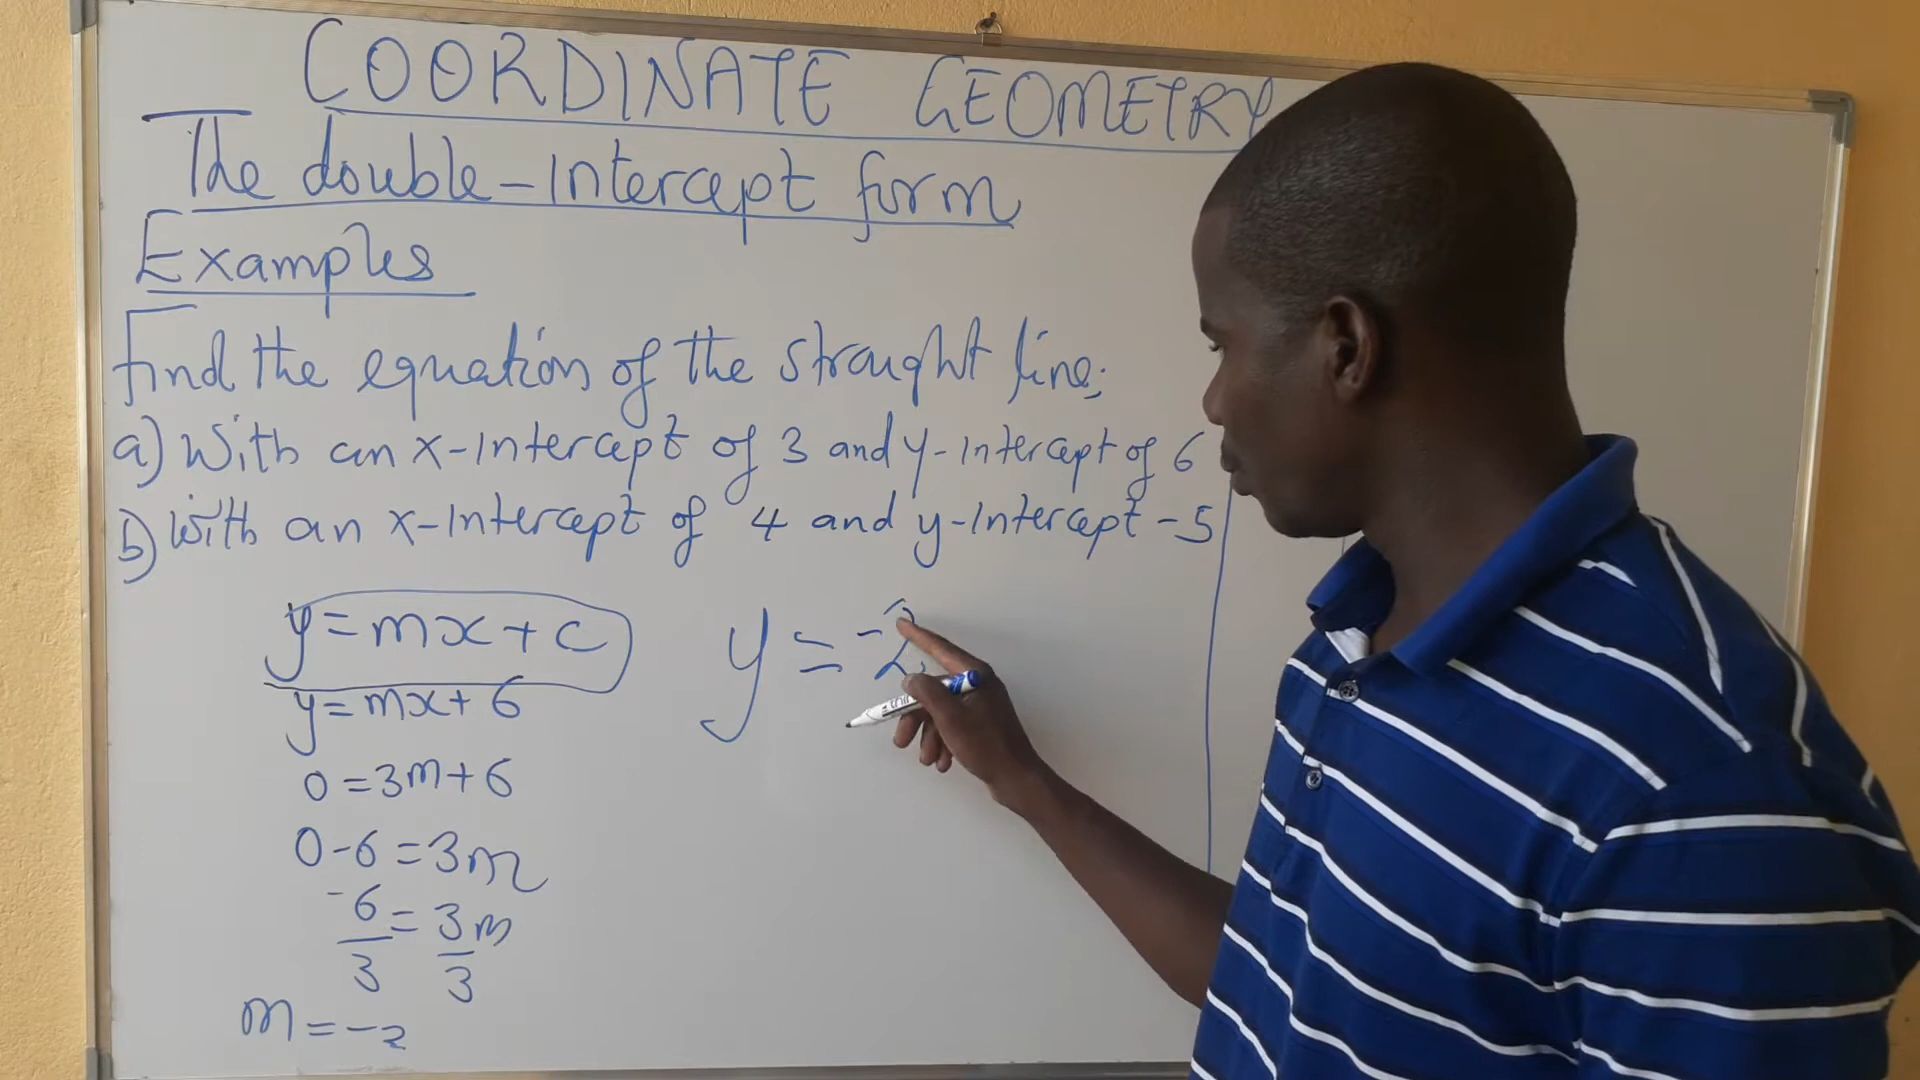 COORDINATE GEOMETRY
The double-intercept form
Examples
Find the equation of the straught line;
a) With an x-intercept of 3 and y-intercept of 6
b) With an x-intercept of 4 and y-intercept -5
y=mx+c
y=mx+6
0=3m+6
0-6=3m
-6/3=3m/3
m=-2
y=-2